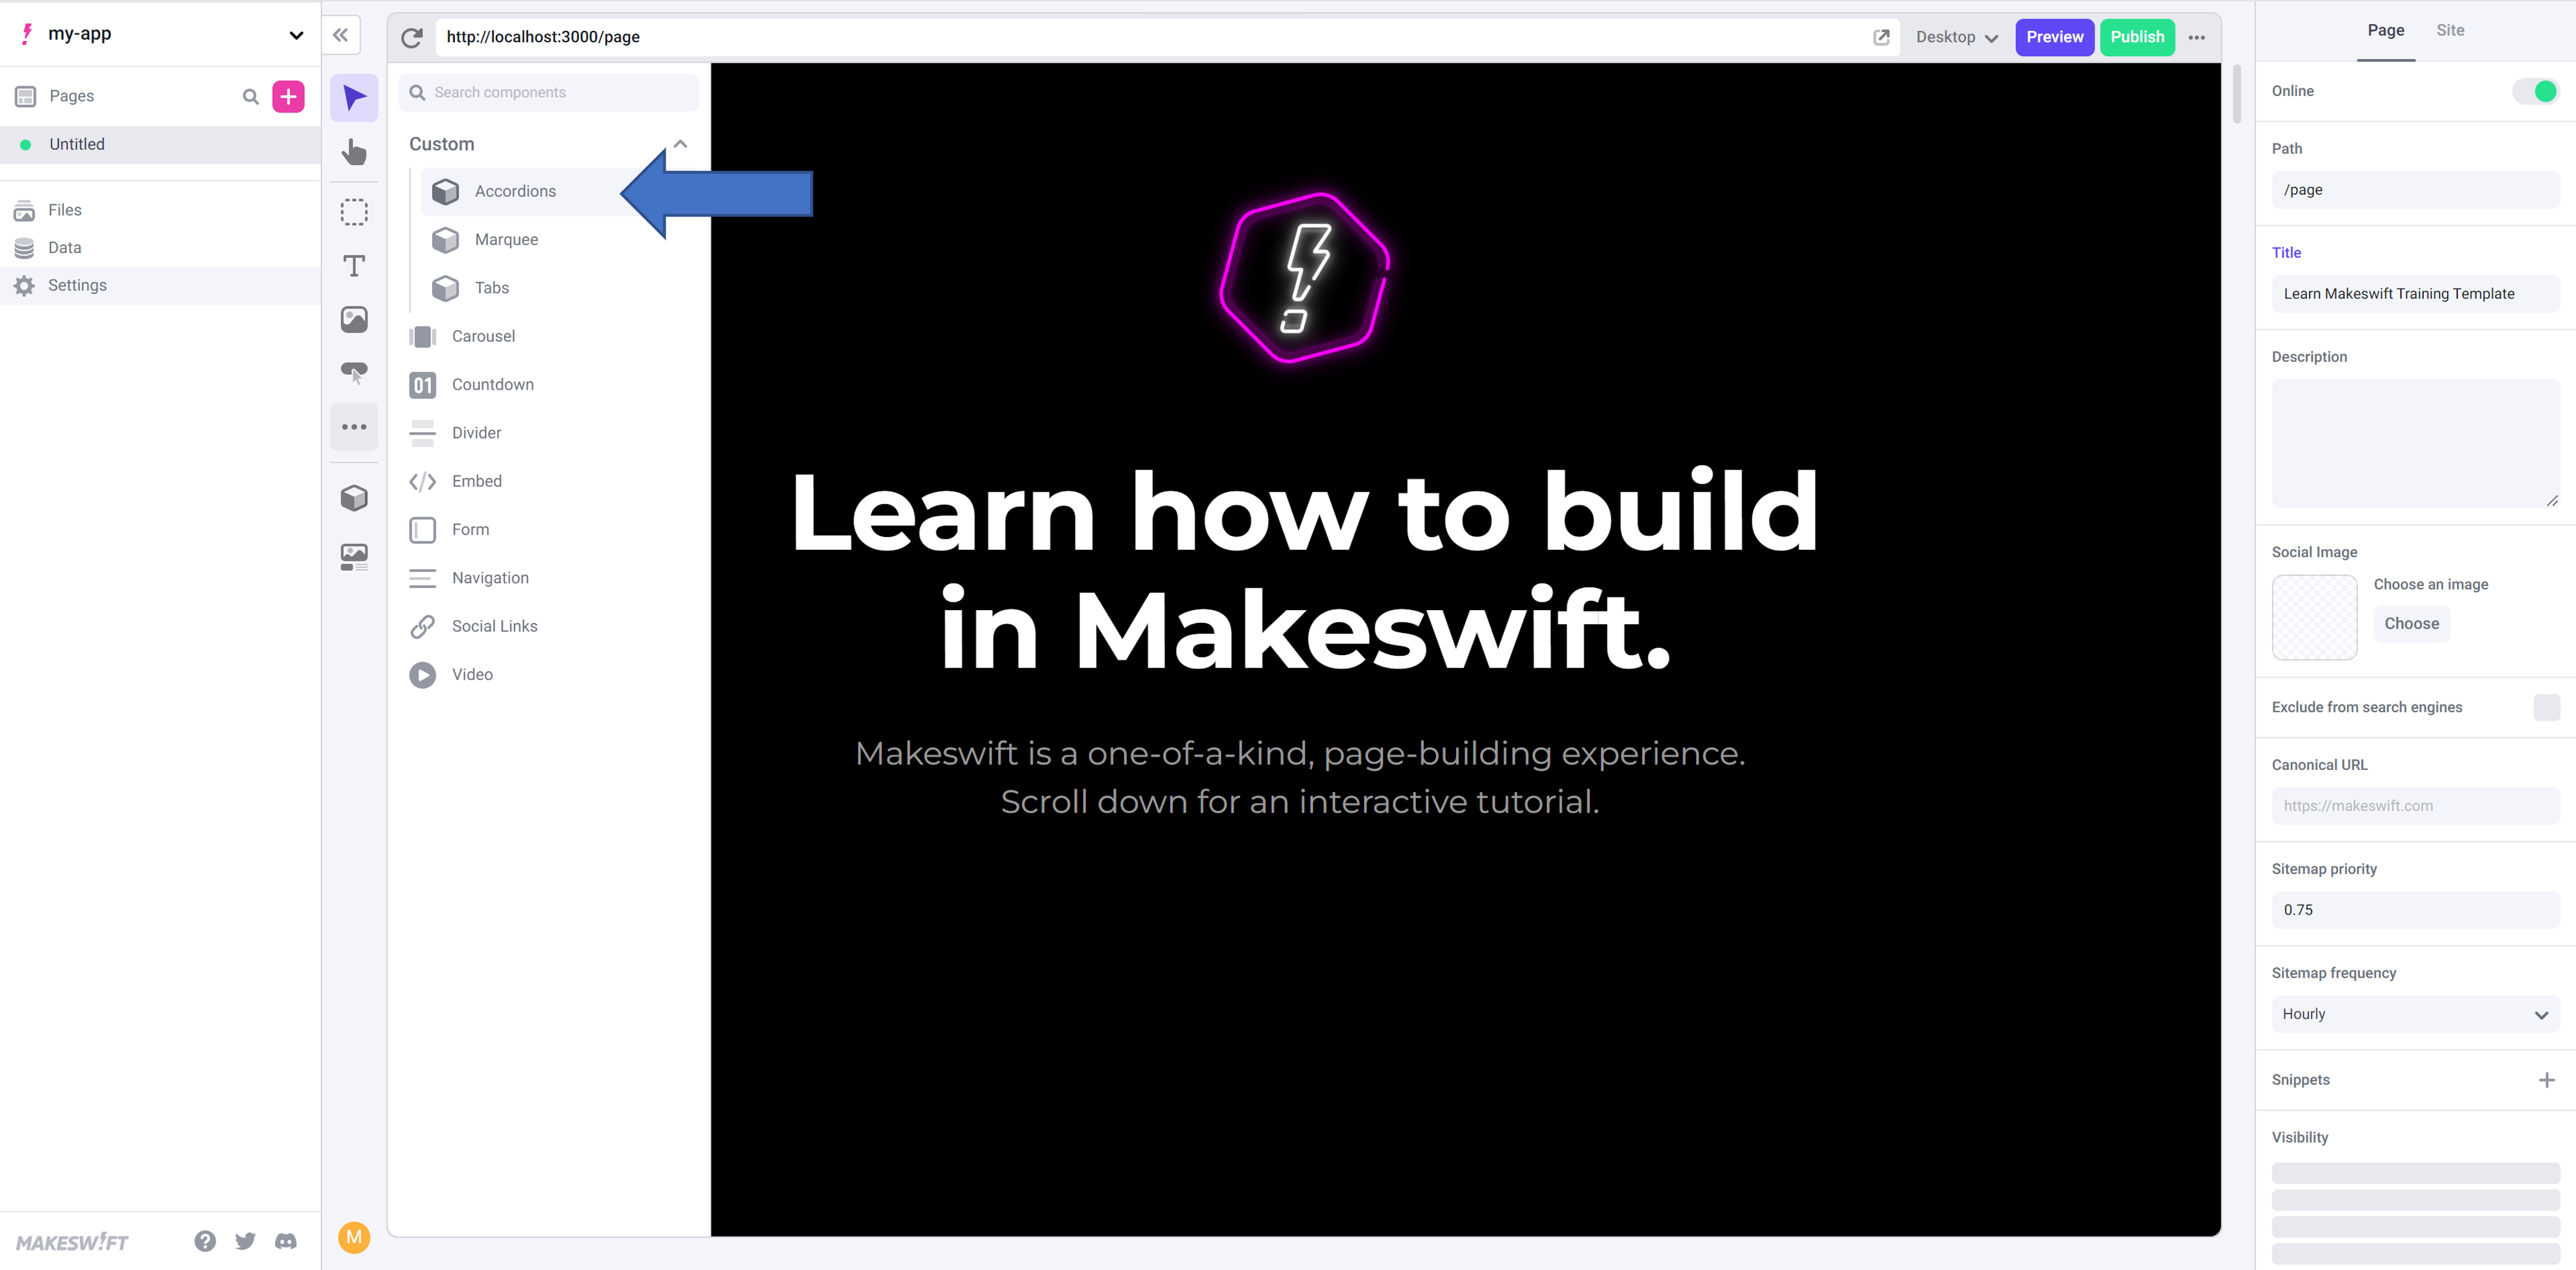 my-app
Pages
Untitled
Files
Data
Settings
MAKESW!FT
M
http://localhost:3000/page
Desktop
Preview
Publish
Search components
Custom
Accordions
Marquee
Tabs
Carousel
01 Countdown
Divider
Embed
Form
Navigation
Social Links
Video
Learn how to build
in Makeswift.
Makeswift is a one-of-a-kind, page-building experience.
Scroll down for an interactive tutorial.
Page Site
Online
Path
/page
Title
Learn Makeswift Training Template
Description
Social Image
Choose an image
Choose
Exclude from search engines
Canonical URL
https://makeswift.com
Sitemap priority
0.75
Sitemap frequency
Hourly
Snippets
Visibility